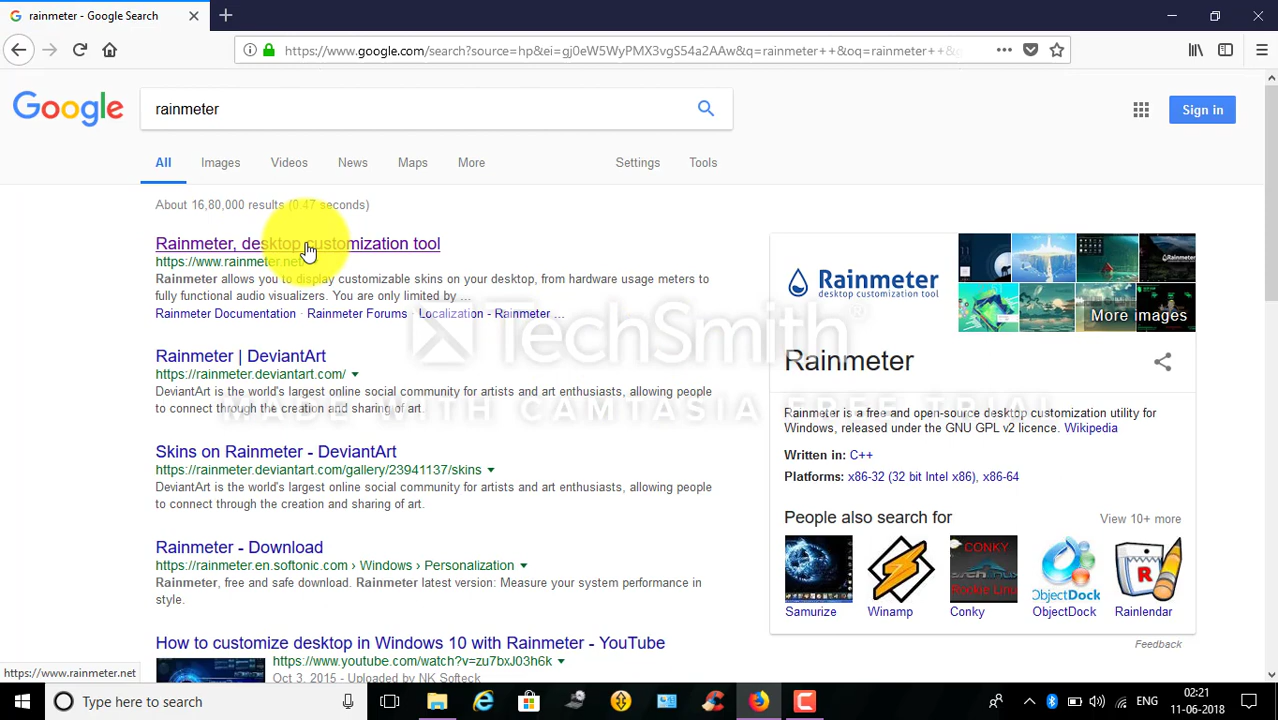 rainmeter - Google Search
https://www.google.com/search?source=hp&ei=gj0eW5WyPMX3vgS54a2AAw&q=rainmeter++&oq=rainmeter++&
Google
rainmeter
Sign in
All
Images
Videos
News
Maps
More
Settings
Tools
About 16,80,000 results (0.47 seconds)
Rainmeter, desktop customization tool
https://www.rainmeter.net/
Rainmeter allows you to display customizable skins on your desktop, from hardware usage meters to
fully functional audio visualizers. You are only limited by ...
Rainmeter Documentation · Rainmeter Forums · Localization - Rainmeter ...
Rainmeter | DeviantArt
https://rainmeter.deviantart.com/
DeviantArt is the world's largest online social community for artists and art enthusiasts, allowing people
to connect through the creation and sharing of art.
Skins on Rainmeter - DeviantArt
https://rainmeter.deviantart.com/gallery/23941137/skins
DeviantArt is the world's largest online social community for artists and art enthusiasts, allowing people
to connect through the creation and sharing of art.
Rainmeter - Download
https://rainmeter.en.softonic.com › Windows › Personalization
Rainmeter, free and safe download. Rainmeter latest version: Measure your system performance in
style.
How to customize desktop in Windows 10 with Rainmeter - YouTube
https://www.youtube.com/watch?v=zu7bxJ03h6k
Oct 3, 2015 - Uploaded by NK Softeck
Rainmeter
desktop customization tool
More images
Rainmeter
Rainmeter is a free and open-source desktop customization utility for
Windows, released under the GNU GPL v2 licence. Wikipedia
Written in: C++
Platforms: x86-32 (32 bit Intel x86), x86-64
People also search for
View 10+ more
CONKY
ObjectDock
R
Samurize
Winamp
Conky
ObjectDock
Rainlendar
Feedback
TechSmith®
MADE WITH CAMTASIA FREE TRIAL
https://www.rainmeter.net
Type here to search
ENG
02:21
11-06-2018